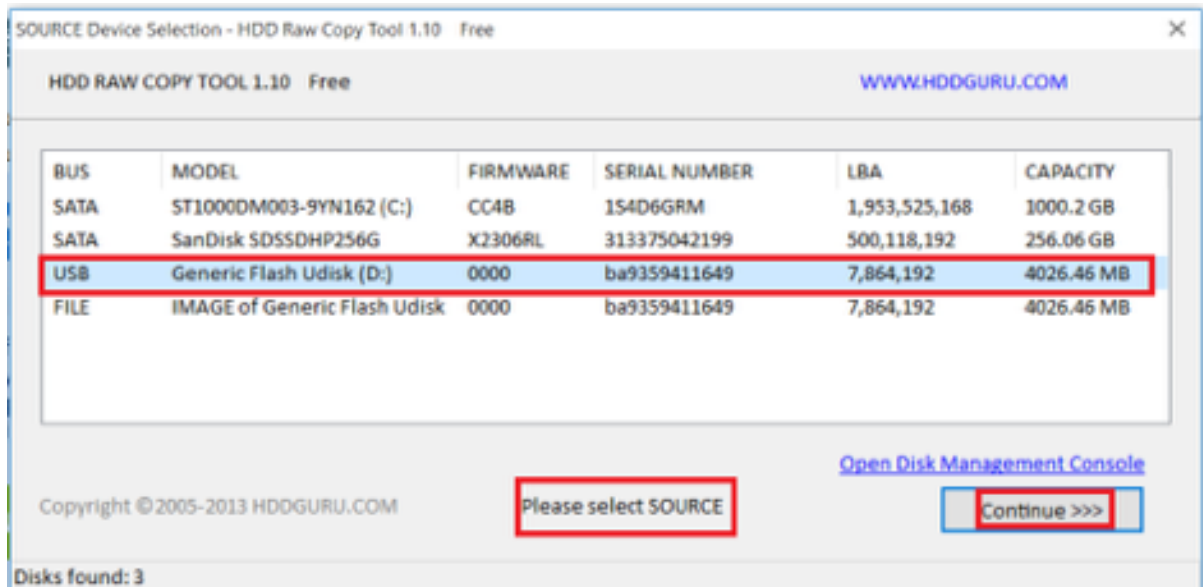 SOURCE Device Selection - HDD Raw Copy Tool 1.10 Free
HDD RAW COPY TOOL 1.10 Free WWW.HDDGURU.COM
BUS MODEL FIRMWARE SERIAL NUMBER LBA CAPACITY
SATA ST1000DM003-9YN162 (C:) CC4B 1S4D6GRM 1,953,525,168 1000.2 GB
SATA SanDisk SDSSDHP256G X2306RL 313375042199 500,118,192 256.06 GB
USB Generic Flash Udisk (D:) 0000 ba9359411649 7,864,192 4026.46 MB
FILE IMAGE of Generic Flash Udisk 0000 ba9359411649 7,864,192 4026.46 MB
Open Disk Management Console
Copyright ©2005-2013 HDDGURU.COM Please select SOURCE Continue >>>
Disks found: 3